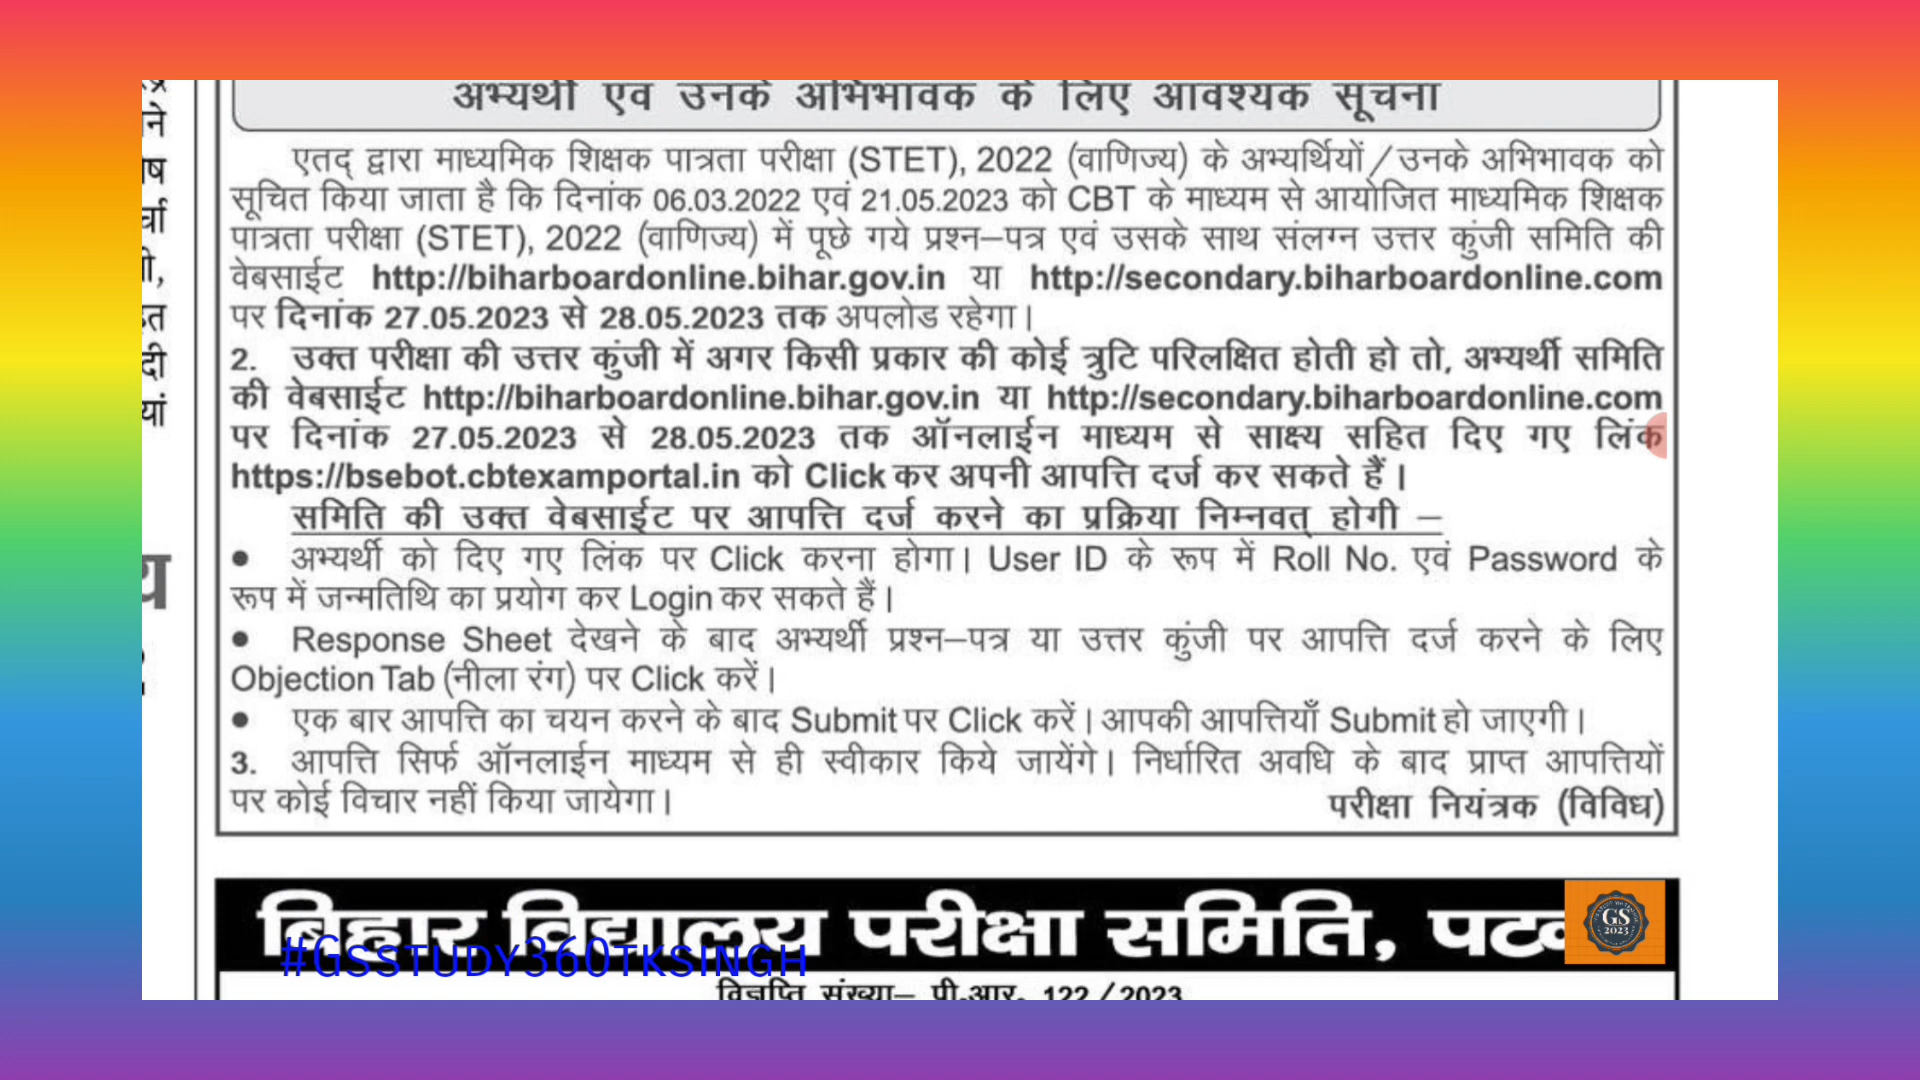 अभ्यर्थी एवं उनके अभिभावक के लिए आवश्यक सूचना
ने
यां
एतद् द्वारा माध्यमिक शिक्षक पात्रता परीक्षा (STET), 2022 (वाणिज्य) के अभ्यर्थियों/उनके अभिभावक को
सूचित किया जाता है कि दिनांक 06.03.2022 एवं 21.05.2023 को CBT के माध्यम से आयोजित माध्यमिक शिक्षक
पात्रता परीक्षा (STET), 2022 (वाणिज्य) में पूछे गये प्रश्न–पत्र एवं उसके साथ संलग्न उत्तर कुंजी समिति की
वेबसाईट http://biharboardonline.bihar.gov.in या http://secondary.biharboardonline.com
पर दिनांक 27.05.2023 से 28.05.2023 तक अपलोड रहेगा।
2. उक्त परीक्षा की उत्तर कुंजी में अगर किसी प्रकार की कोई त्रुटि परिलक्षित होती हो तो, अभ्यर्थी समिति
की वेबसाईट http://biharboardonline.bihar.gov.in या http://secondary.biharboardonline.com
पर दिनांक 27.05.2023 से 28.05.2023 तक ऑनलाईन माध्यम से साक्ष्य सहित दिए गए लिंक
https://bsebot.cbtexamportal.in को Click कर अपनी आपत्ति दर्ज कर सकते हैं।
समिति की उक्त वेबसाईट पर आपत्ति दर्ज करने का प्रक्रिया निम्नवत् होगी –
● अभ्यर्थी को दिए गए लिंक पर Click करना होगा। User ID के रूप में Roll No. एवं Password के
रूप में जन्मतिथि का प्रयोग कर Login कर सकते हैं।
● Response Sheet देखने के बाद अभ्यर्थी प्रश्न–पत्र या उत्तर कुंजी पर आपत्ति दर्ज करने के लिए
Objection Tab (नीला रंग) पर Click करें।
● एक बार आपत्ति का चयन करने के बाद Submit पर Click करें। आपकी आपत्तियाँ Submit हो जाएगी।
3. आपत्ति सिर्फ ऑनलाईन माध्यम से ही स्वीकार किये जायेंगे। निर्धारित अवधि के बाद प्राप्त आपत्तियों
पर कोई विचार नहीं किया जायेगा।
परीक्षा नियंत्रक (विविध)
बिहार विद्यालय परीक्षा समिति,
#GSSTUDY360TKSINGH
GS
2023
विज्ञप्ति संख्या– पी.आर. 122/2023